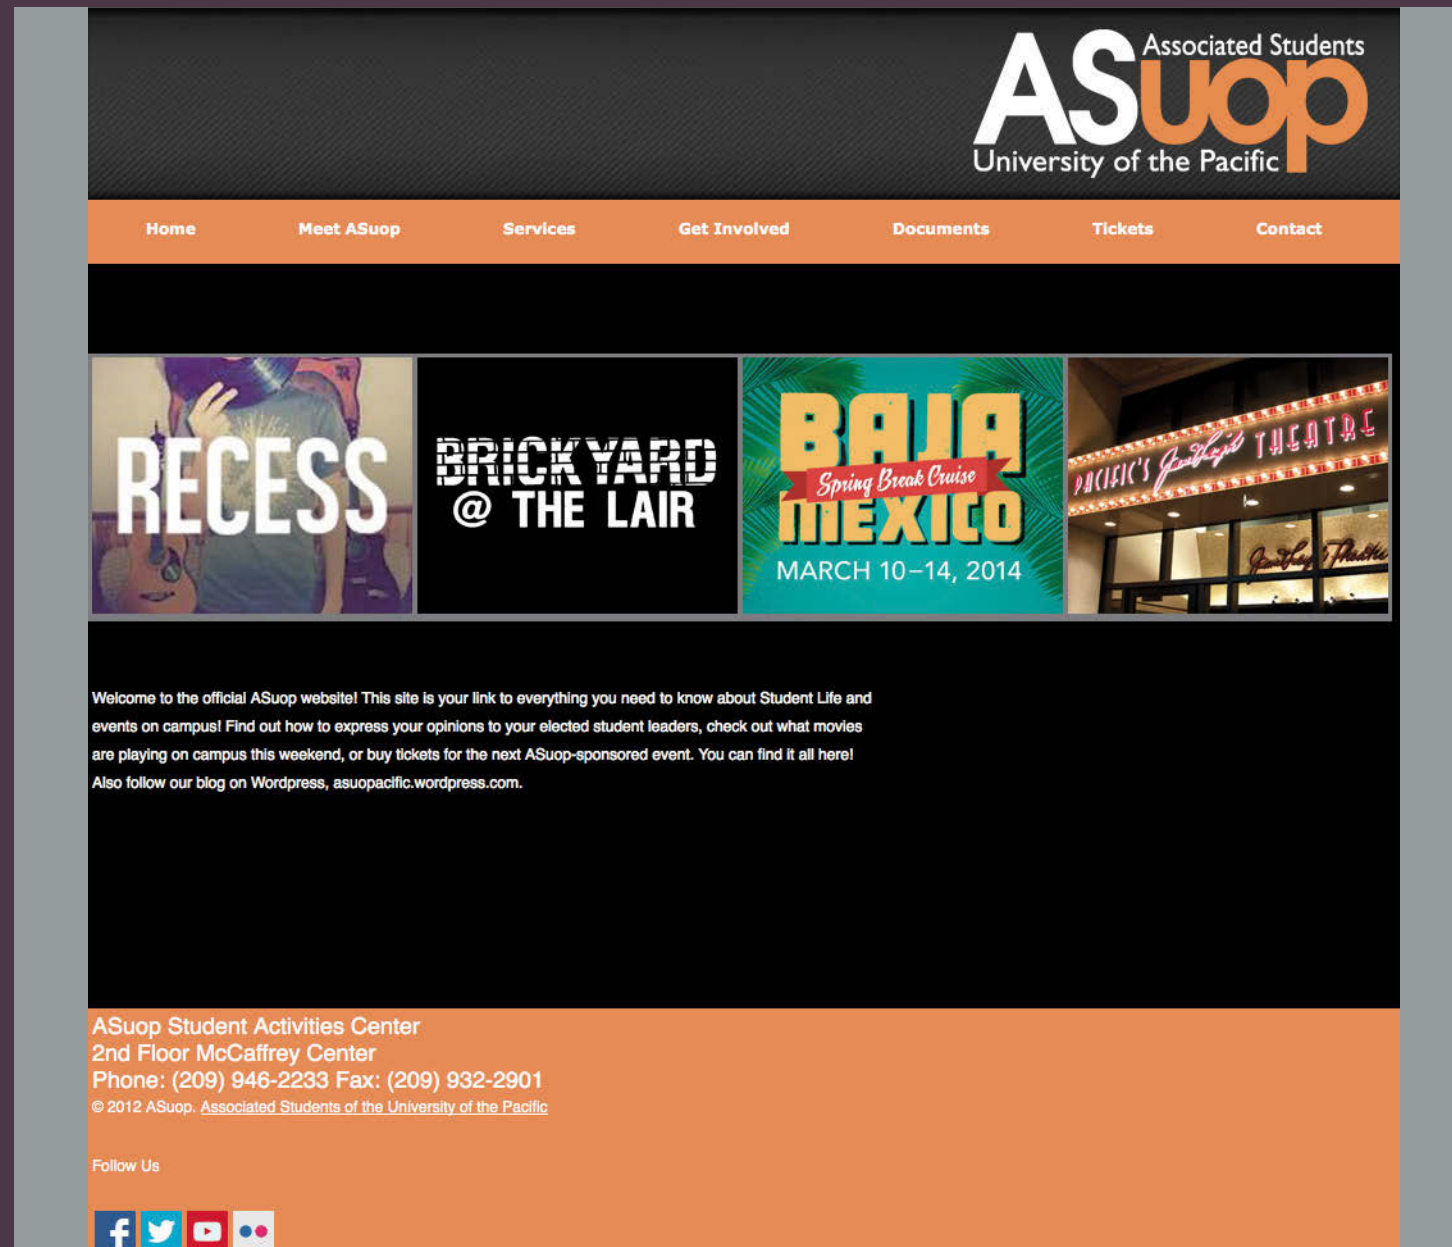 Associated Students
ASuop
University of the Pacific
Home Meet ASuop Services Get Involved Documents Tickets Contact
RECESS
BRICKYARD
@ THE LAIR
BAJA
Spring Break Cruise
MEXICO
MARCH 10–14, 2014
PACIFIC'S Janet Leigh THEATRE
Janet Leigh Theatre
Welcome to the official ASuop website! This site is your link to everything you need to know about Student Life and
events on campus! Find out how to express your opinions to your elected student leaders, check out what movies
are playing on campus this weekend, or buy tickets for the next ASuop-sponsored event. You can find it all here!
Also follow our blog on Wordpress, asuopacific.wordpress.com.
ASuop Student Activities Center
2nd Floor McCaffrey Center
Phone: (209) 946-2233 Fax: (209) 932-2901
© 2012 ASuop. Associated Students of the University of the Pacific
Follow Us